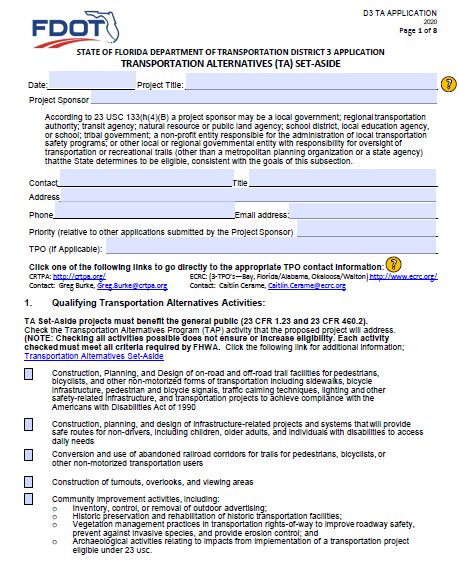 FDOT
D3 TA APPLICATION
2020
Page 1 of 8
STATE OF FLORIDA DEPARTMENT OF TRANSPORTATION DISTRICT 3 APPLICATION
TRANSPORTATION ALTERNATIVES (TA) SET-ASIDE
Date: Project Title: ?
Project Sponsor
According to 23 USC 133(h)(4)(B) a project sponsor may be a local government; regional transportation
authority; transit agency; natural resource or public land agency; school district, local education agency,
or school; tribal government; a non-profit entity responsible for the administration of local transportation
safety programs; or other local or regional governmental entity with responsibility for oversight of
transportation or recreational trails (other than a metropolitan planning organization or a state agency)
that the State determines to be eligible, consistent with the goals of this subsection.
Contact Title
Address
Phone Email address:
Priority (relative to other applications submitted by the Project Sponsor)
TPO (If Applicable):
Click one of the following links to go directly to the appropriate TPO contact information: ?
CRTPA: http://crtpa.org/ ECRC: (3-TPO's—Bay, Florida/Alabama, Okaloosa/Walton) http://www.ecrc.org/
Contact: Greg Burke, Greg.Burke@crtpa.org Contact: Caitlin Cerame, Caitlin.Cerame@ecrc.org
1. Qualifying Transportation Alternatives Activities:
TA Set-Aside projects must benefit the general public (23 CFR 1.23 and 23 CFR 460.2).
Check the Transportation Alternatives Program (TAP) activity that the proposed project will address.
(NOTE: Checking all activities possible does not ensure or increase eligibility. Each activity
checked must meet all criteria required by FHWA. Click the following link for additional information;
Transportation Alternatives Set-Aside
Construction, Planning, and Design of on-road and off-road trail facilities for pedestrians,
bicyclists, and other non-motorized forms of transportation including sidewalks, bicycle
infrastructure, pedestrian and bicycle signals, traffic calming techniques, lighting and other
safety-related infrastructure, and transportation projects to achieve compliance with the
Americans with Disabilities Act of 1990
Construction, planning, and design of infrastructure-related projects and systems that will provide
safe routes for non-drivers, including children, older adults, and individuals with disabilities to access
daily needs
Conversion and use of abandoned railroad corridors for trails for pedestrians, bicyclists, or
other non-motorized transportation users
Construction of turnouts, overlooks, and viewing areas
Community improvement activities, including:
o Inventory, control, or removal of outdoor advertising;
o Historic preservation and rehabilitation of historic transportation facilities;
o Vegetation management practices in transportation rights-of-way to improve roadway safety,
prevent against invasive species, and provide erosion control; and
o Archaeological activities relating to impacts from implementation of a transportation project
eligible under 23 USC.